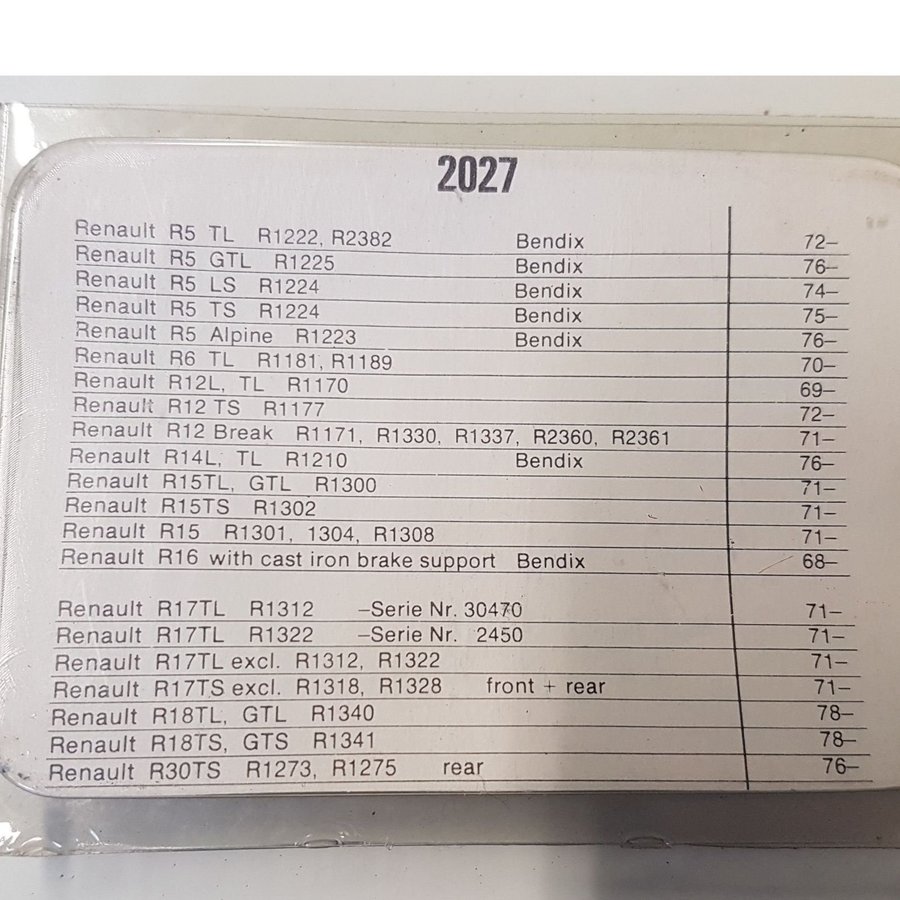 2027
Renault R5 TL R1222, R2382 Bendix 72–
Renault R5 GTL R1225 Bendix 76–
Renault R5 LS R1224 Bendix 74–
Renault R5 TS R1224 Bendix 75–
Renault R5 Alpine R1223 Bendix 76–
Renault R6 TL R1181, R1189 70–
Renault R12L, TL R1170 69–
Renault R12 TS R1177 72–
Renault R12 Break R1171, R1330, R1337, R2360, R2361 71–
Renault R14L, TL R1210 Bendix 76–
Renault R15TL, GTL R1300 71–
Renault R15TS R1302 71–
Renault R15 R1301, 1304, R1308 71–
Renault R16 with cast iron brake support Bendix 68–
Renault R17TL R1312 –Serie Nr. 30470 71–
Renault R17TL R1322 –Serie Nr. 2450 71–
Renault R17TL excl. R1312, R1322 71–
Renault R17TS excl. R1318, R1328 front + rear 71–
Renault R18TL, GTL R1340 78–
Renault R18TS, GTS R1341 78–
Renault R30TS R1273, R1275 rear 76–